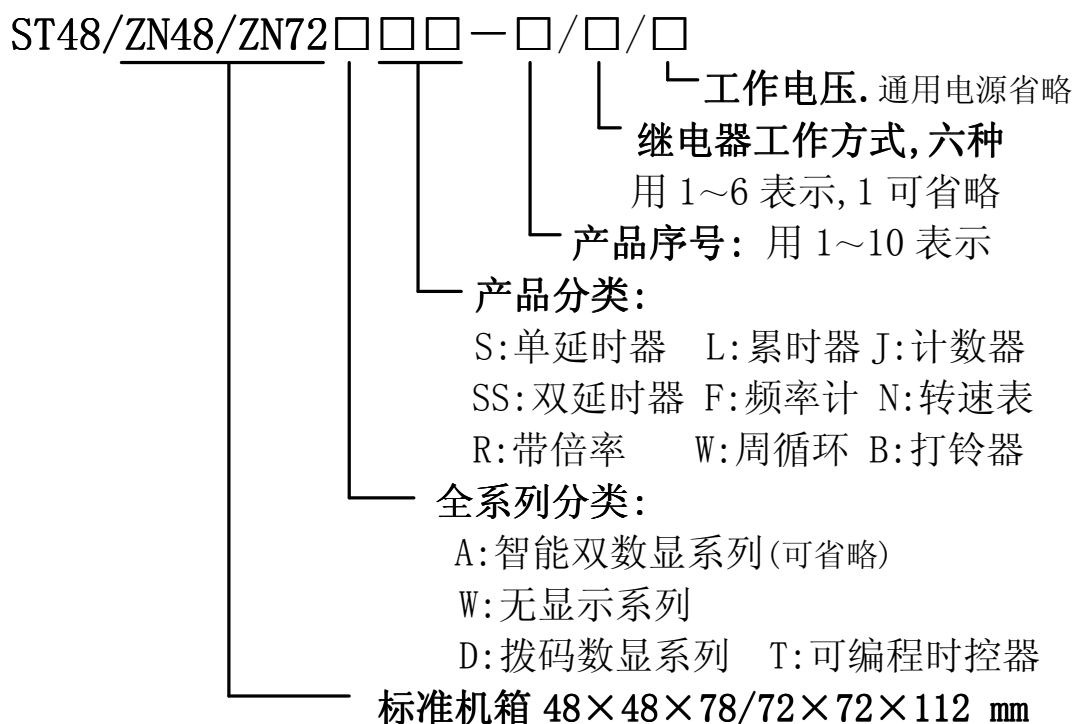 ST48/ZN48/ZN72□□□-□/□/□
工作电压.通用电源省略
继电器工作方式,六种
用 1~6 表示,1 可省略
产品序号: 用 1~10 表示
产品分类:
S:单延时器 L:累时器 J:计数器
SS:双延时器 F:频率计 N:转速表
R:带倍率 W:周循环 B:打铃器
全系列分类:
A:智能双数显系列(可省略)
W:无显示系列
D:拨码数显系列 T:可编程时控器
标准机箱 48×48×78/72×72×112 mm